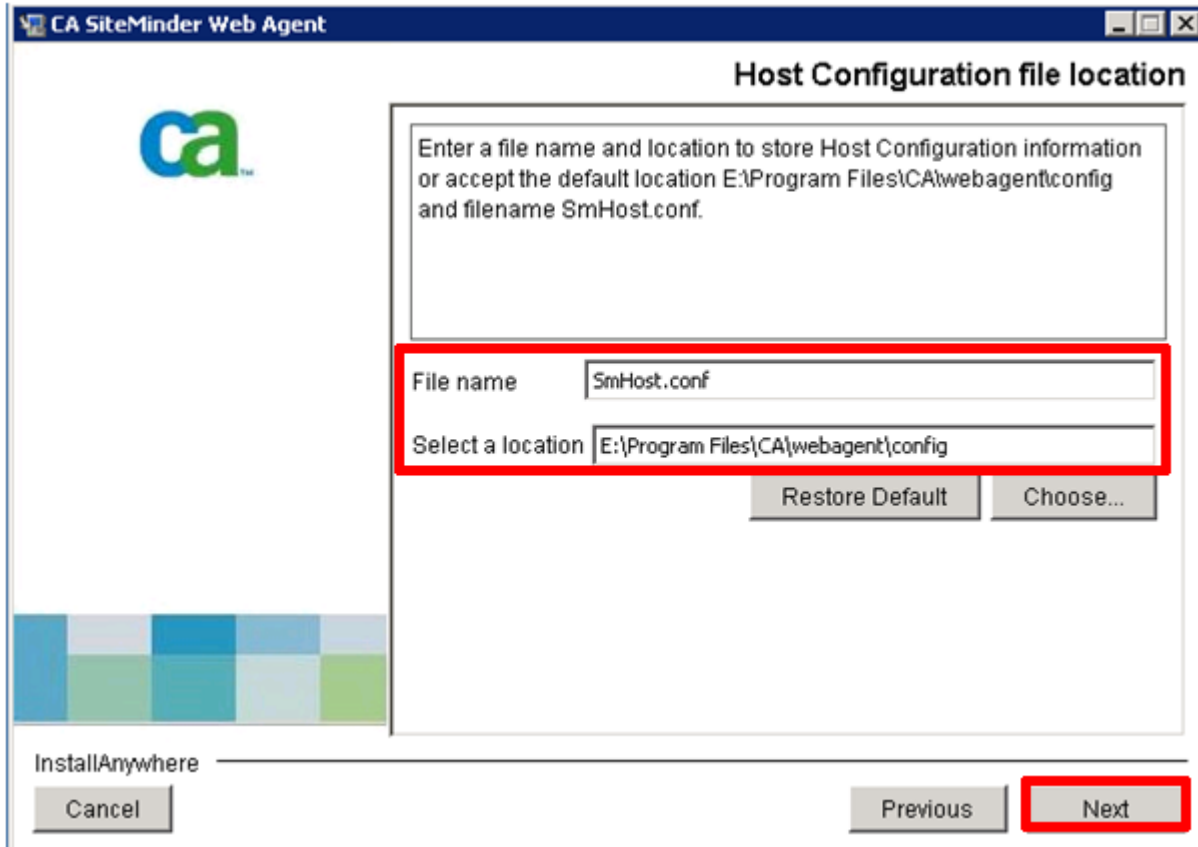 CA SiteMinder Web Agent
Host Configuration file location
ca
TM
Enter a file name and location to store Host Configuration information
or accept the default location E:\Program Files\CA\webagent\config
and filename SmHost.conf.
File name SmHost.conf
Select a location E:\Program Files\CA\webagent\config
Restore Default Choose...
InstallAnywhere
Cancel Previous Next